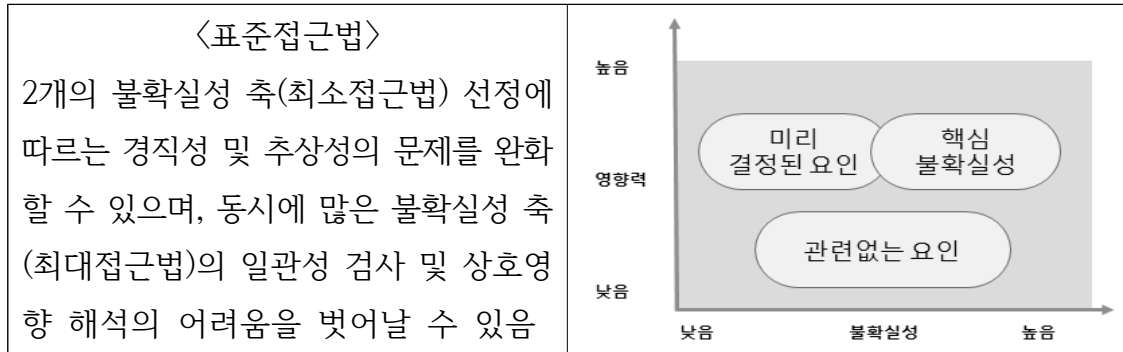 〈표준접근법〉
2개의 불확실성 축(최소접근법) 선정에
따르는 경직성 및 추상성의 문제를 완화
할 수 있으며, 동시에 많은 불확실성 축
(최대접근법)의 일관성 검사 및 상호영
향 해석의 어려움을 벗어날 수 있음
높음
미리
결정된 요인
핵심
불확실성
영향력
관련없는 요인
낮음
낮음 불확실성 높음